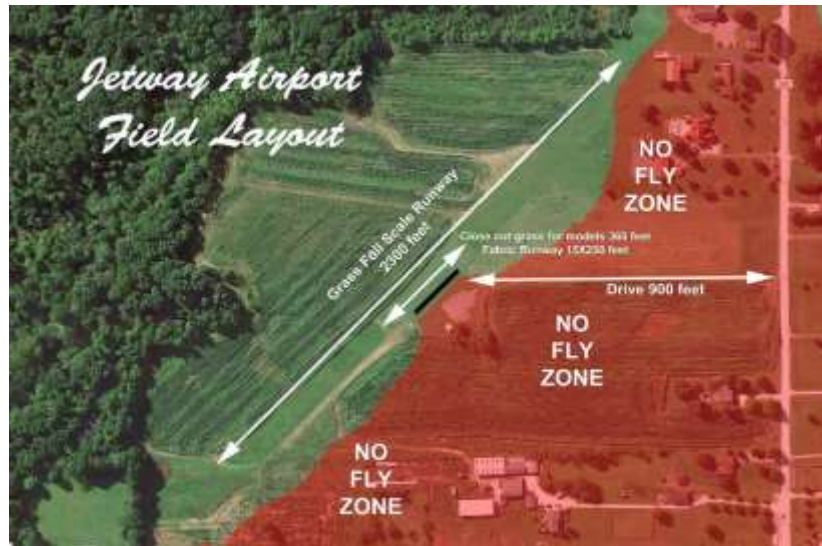 Jetway Airport
Field Layout
NO
FLY
ZONE
Grass Full Scale Runway
2300 feet
Close cut grass for models 360 feet
Fabric Runway 15X250 feet
Drive 900 feet
NO
FLY
ZONE
NO
FLY
ZONE